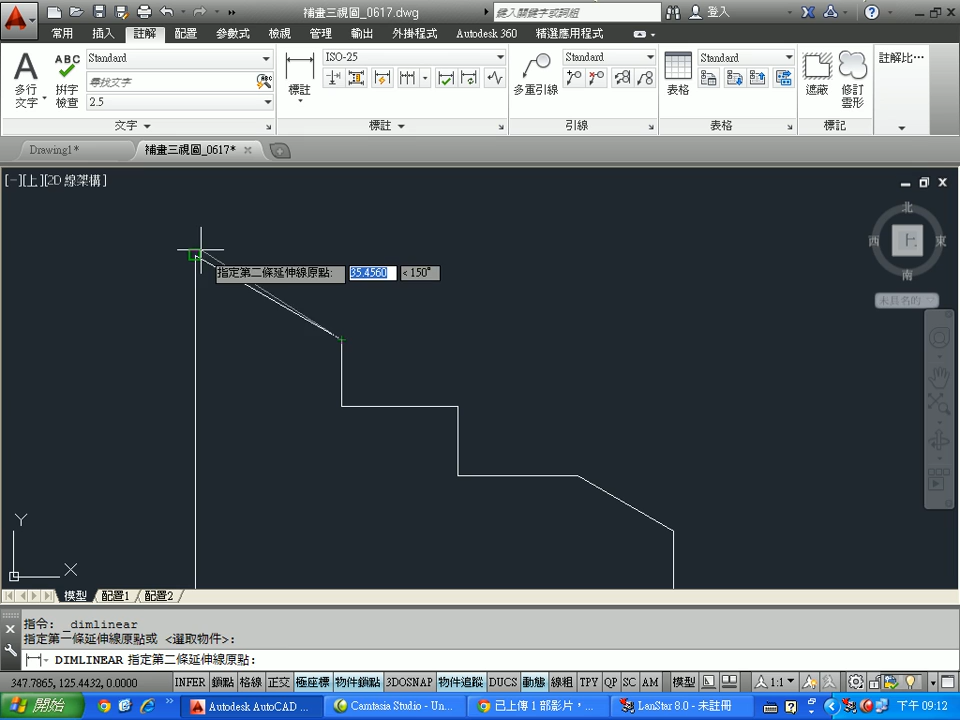 補畫三視圖_0617.dwg
鍵入關鍵字或詞組
登入
常用 插入 註解 配置 參數式 檢視 管理 輸出 外掛程式 Autodesk 360 精選應用程式
多行
文字
ABC
拼字
檢查
Standard
尋找文字
2.5
標註
ISO-25
多重引線
Standard
表格
Standard
遮蔽
修訂
雲形
註解比…
文字
標註
引線
表格
標記
Drawing1*
補畫三視圖_0617*
[-][上][2D 線架構]
北
西 上 東
南
未具名的
指定第二條延伸線原點: 35.4560 < 150°
Y
X
模型 配置1 配置2
指令: _dimlinear
指定第一條延伸線原點或 <選取物件>:
DIMLINEAR 指定第二條延伸線原點:
347.7865, 125.4432, 0.0000
INFER 鎖點 格線 正交 極座標 物件鎖點 3DOSNAP 物件追蹤 DUCS 動態 線粗 TPY QP SC AM
模型
1:1
開始
Autodesk AutoCAD ...
Camtasia Studio - Un...
已上傳 1 部影片，...
LanStar 8.0 - 未註冊
下午 09:12